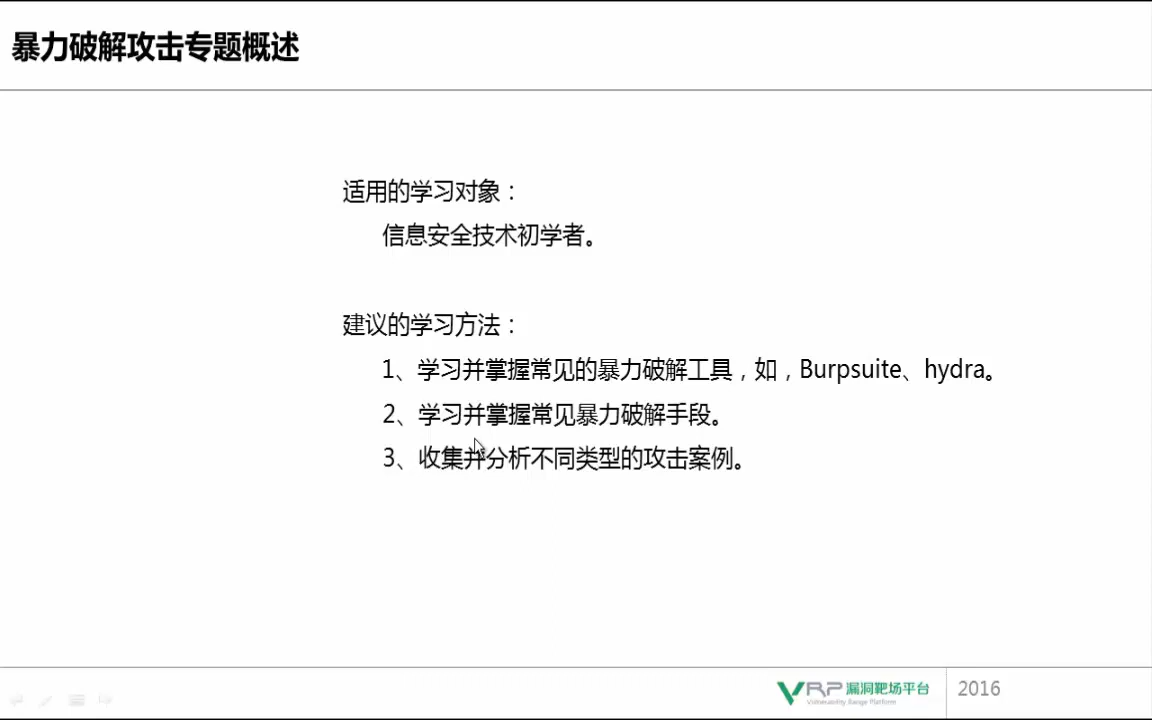 暴力破解攻击专题概述
适用的学习对象：
信息安全技术初学者。
建议的学习方法：
1、学习并掌握常见的暴力破解工具，如，Burpsuite、hydra。
2、学习并掌握常见暴力破解手段。
3、收集并分析不同类型的攻击案例。
VRP 漏洞靶场平台
Vulnerability Range Platform
2016